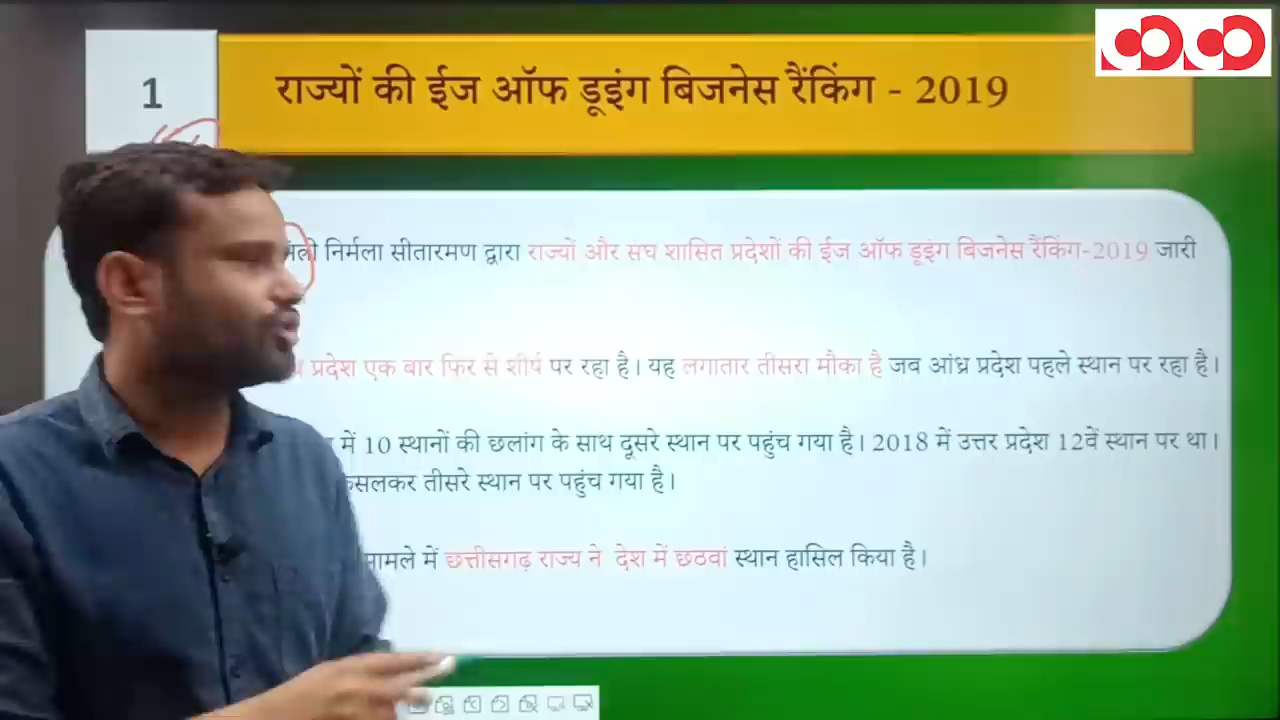 1
राज्यों की ईज ऑफ डूइंग बिजनेस रैंकिंग - 2019
निर्मला सीतारमण द्वारा राज्यों और संघ शासित प्रदेशों की ईज ऑफ डूइंग बिजनेस रैंकिंग-2019 जारी
प्रदेश एक बार फिर से शीर्ष पर रहा है। यह लगातार तीसरा मौका है जब आंध्र प्रदेश पहले स्थान पर रहा है।
में 10 स्थानों की छलांग के साथ दूसरे स्थान पर पहुंच गया है। 2018 में उत्तर प्रदेश 12वें स्थान पर था।
तीसरे स्थान पर पहुंच गया है।
में छत्तीसगढ़ राज्य ने देश में छठवां स्थान हासिल किया है।